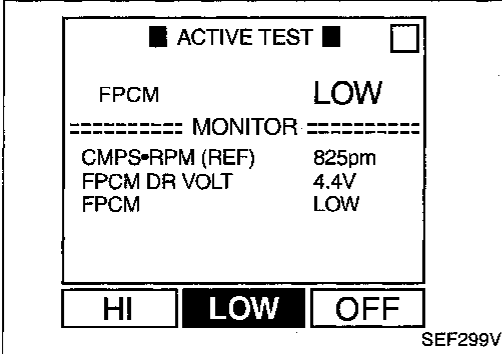 ■ ACTIVE TEST ■
FPCM LOW
========= MONITOR =========
CMPS•RPM (REF) 825pm
FPCM DR VOLT 4.4V
FPCM LOW
HI LOW OFF
SEF299V